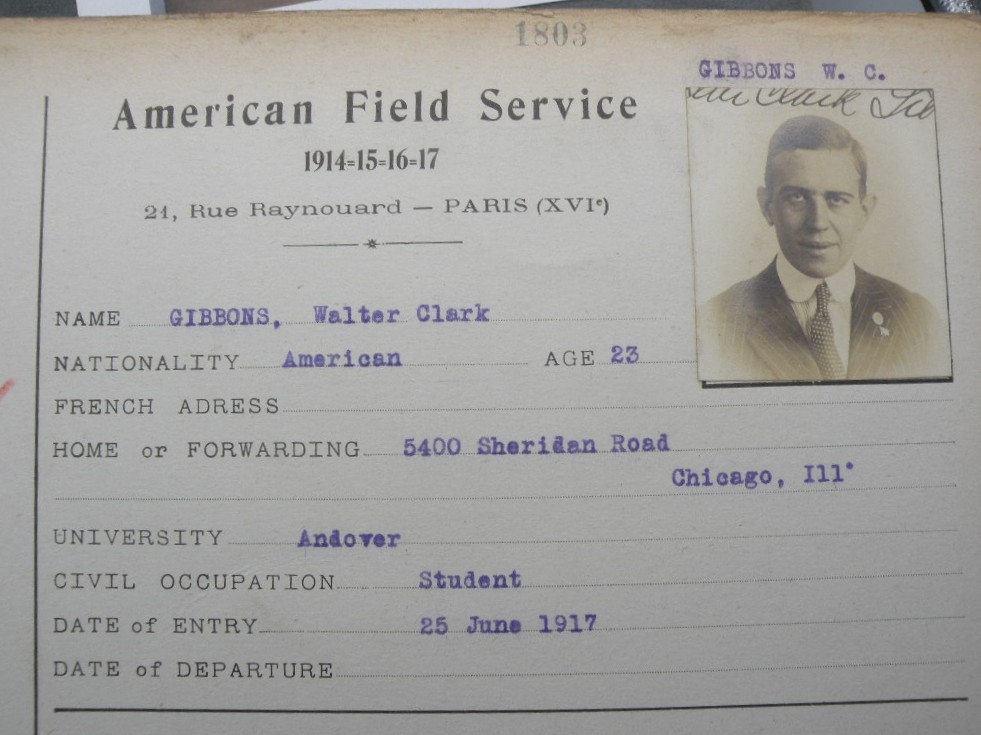 1803
GIBBONS W. C.
American Field Service
1914-15-16-17
21, Rue Raynouard — PARIS (XVIe)
NAME GIBBONS, Walter Clark
NATIONALITY American AGE 23
FRENCH ADRESS
HOME or FORWARDING 5400 Sheridan Road
Chicago, Ill.
UNIVERSITY Andover
CIVIL OCCUPATION Student
DATE of ENTRY 25 June 1917
DATE of DEPARTURE
Clark